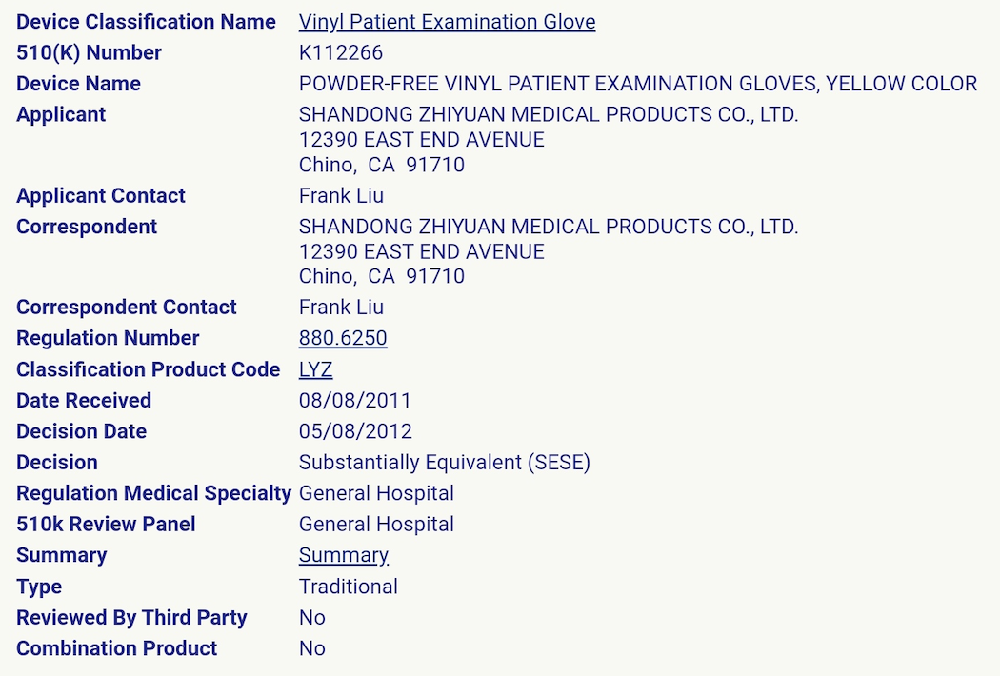 Device Classification Name Vinyl Patient Examination Glove
510(K) Number K112266
Device Name POWDER-FREE VINYL PATIENT EXAMINATION GLOVES, YELLOW COLOR
Applicant SHANDONG ZHIYUAN MEDICAL PRODUCTS CO., LTD.
12390 EAST END AVENUE
Chino, CA 91710
Applicant Contact Frank Liu
Correspondent SHANDONG ZHIYUAN MEDICAL PRODUCTS CO., LTD.
12390 EAST END AVENUE
Chino, CA 91710
Correspondent Contact Frank Liu
Regulation Number 880.6250
Classification Product Code LYZ
Date Received 08/08/2011
Decision Date 05/08/2012
Decision Substantially Equivalent (SESE)
Regulation Medical Specialty General Hospital
510k Review Panel General Hospital
Summary Summary
Type Traditional
Reviewed By Third Party No
Combination Product No